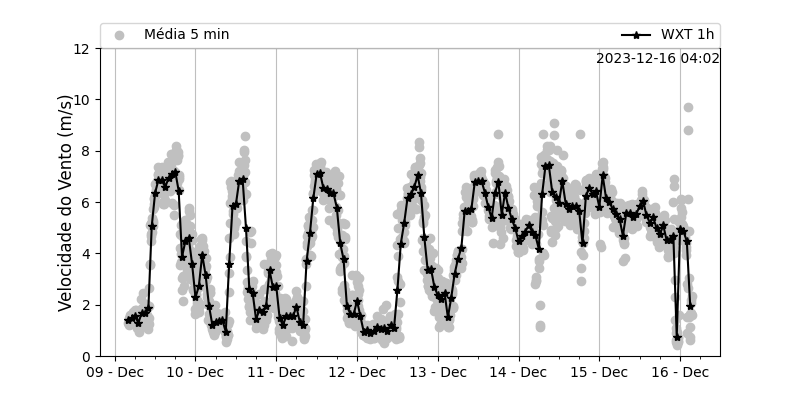 Média 5 min
WXT 1h
2023-12-16 04:02
Velocidade do Vento (m/s)
12
10
8
6
4
2
0
09 - Dec
10 - Dec
11 - Dec
12 - Dec
13 - Dec
14 - Dec
15 - Dec
16 - Dec